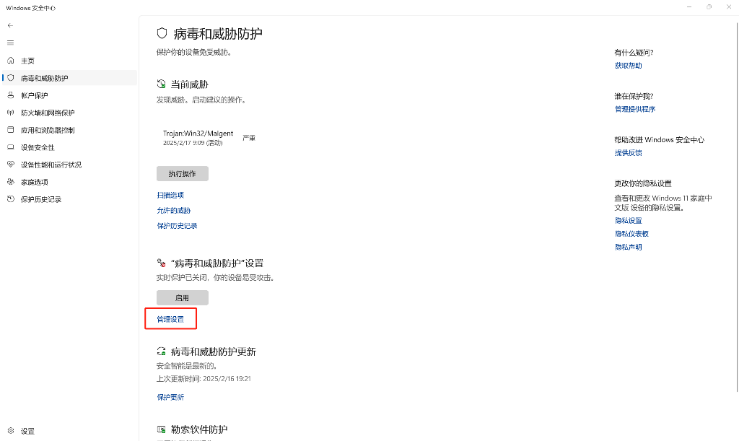 Windows 安全中心
主页
病毒和威胁防护
帐户保护
防火墙和网络保护
应用和浏览器控制
设备安全性
设备性能和运行状况
家庭选项
保护历史记录
设置
病毒和威胁防护
保护你的设备免受威胁。
当前威胁
发现威胁。启动建议的操作。
Trojan:Win32/Malgent
严重
2025/2/17 9:09 (活动)
执行操作
扫描选项
允许的威胁
保护历史记录
“病毒和威胁防护”设置
实时保护已关闭，你的设备易受攻击。
启用
管理设置
病毒和威胁防护更新
安全智能是最新的。
上次更新时间: 2025/2/16 19:21
保护更新
勒索软件防护
有什么疑问?
获取帮助
谁在保护我?
管理提供程序
帮助改进 Windows 安全中心
提供反馈
更改你的隐私设置
查看和更改 Windows 11 家庭中
文版 设备的隐私设置。
隐私设置
隐私仪表板
隐私声明